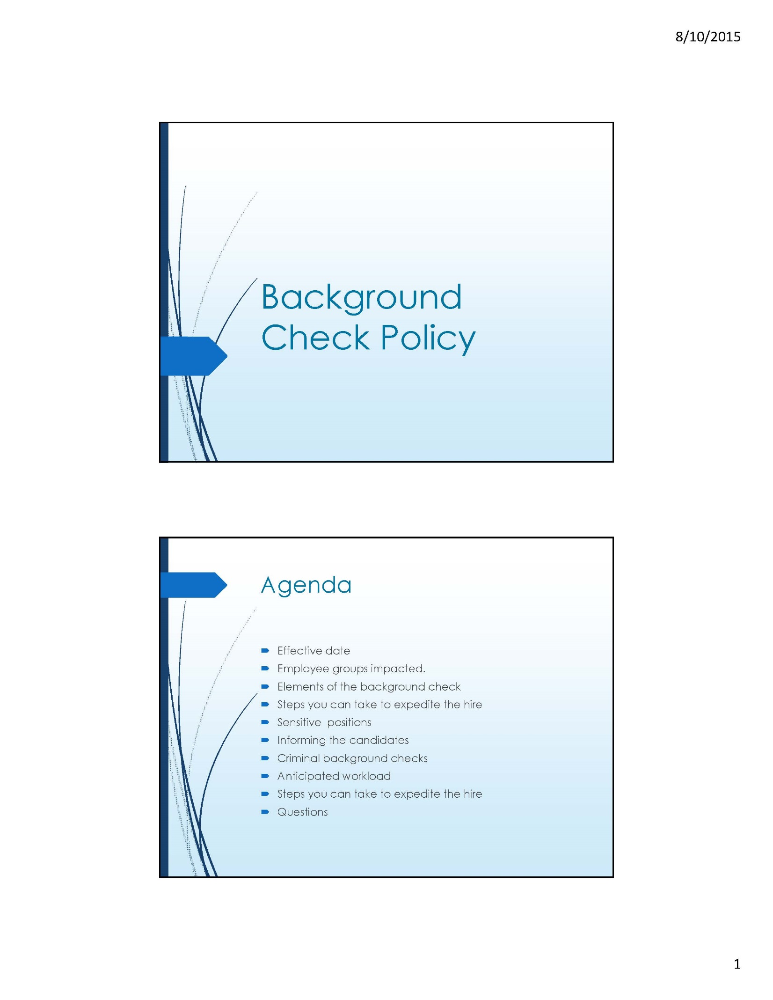 8/10/2015
Background
Check Policy
Agenda
Effective date
Employee groups impacted.
Elements of the background check
Steps you can take to expedite the hire
Sensitive  positions
Informing the candidates
Criminal background checks
Anticipated workload
Steps you can take to expedite the hire
Questions
1